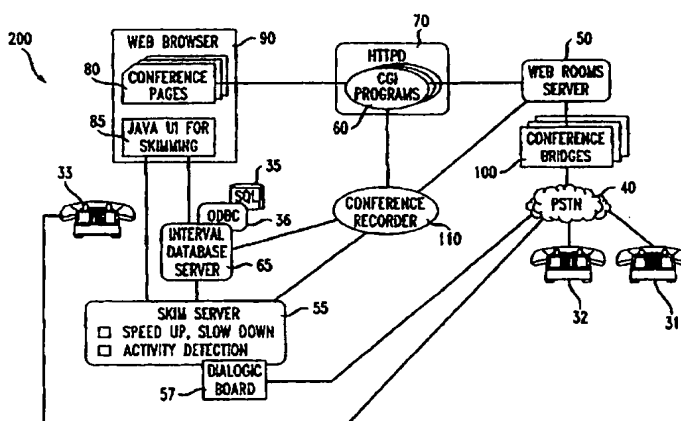 200
WEB BROWSER
90
80
CONFERENCE
PAGES
85
JAVA U1 FOR
SKIMMING
70
HTTPD
CGI
PROGRAMS
60
50
WEB ROOMS
SERVER
CONFERENCE
BRIDGES
100
33
35
SQL
ODBC
36
INTERVAL
DATABASE
SERVER
65
CONFERENCE
RECORDER
110
40
PSTN
32
31
SKIM SERVER
55
SPEED UP, SLOW DOWN
ACTIVITY DETECTION
57
DIALOGIC
BOARD